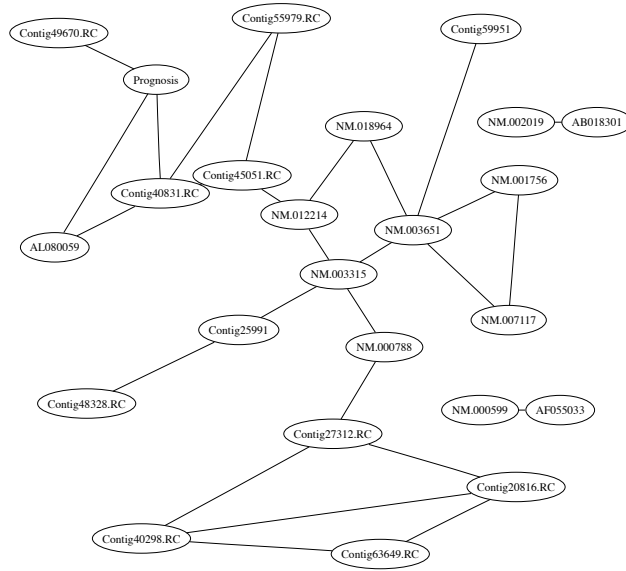 Contig55979.RC
Contig49670.RC
Contig59951
Prognosis
NM.018964
NM.002019
AB018301
Contig45051.RC
NM.001756
Contig40831.RC
NM.012214
NM.003651
AL080059
NM.003315
NM.007117
Contig25991
NM.000788
Contig48328.RC
NM.000599
AF055033
Contig27312.RC
Contig20816.RC
Contig40298.RC
Contig63649.RC